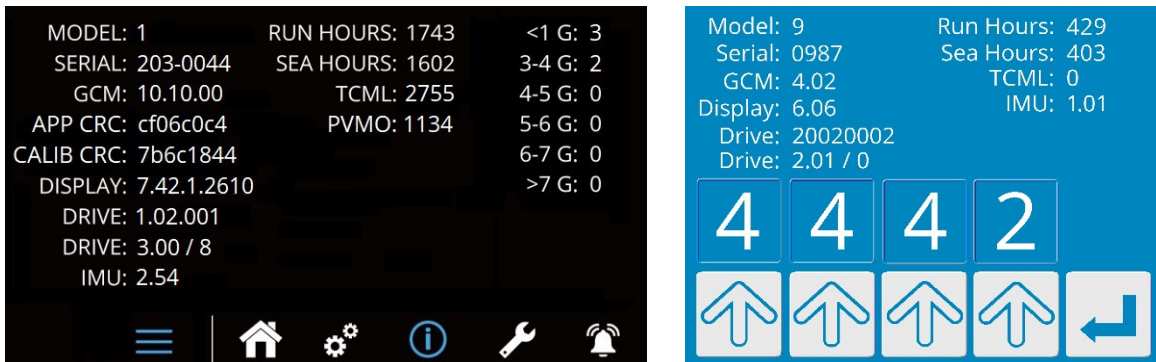 MODEL: 1 RUN HOURS: 1743 <1 G: 3
SERIAL: 203-0044 SEA HOURS: 1602 3-4 G: 2
GCM: 10.10.00 TCML: 2755 4-5 G: 0
APP CRC: cf06c0c4 PVMO: 1134 5-6 G: 0
CALIB CRC: 7b6c1844 6-7 G: 0
DISPLAY: 7.42.1.2610 >7 G: 0
DRIVE: 1.02.001
DRIVE: 3.00 / 8
IMU: 2.54
Model: 9 Run Hours: 429
Serial: 0987 Sea Hours: 403
GCM: 4.02 TCML: 0
Display: 6.06 IMU: 1.01
Drive: 20020002
Drive: 2.01 / 0
4 4 4 2